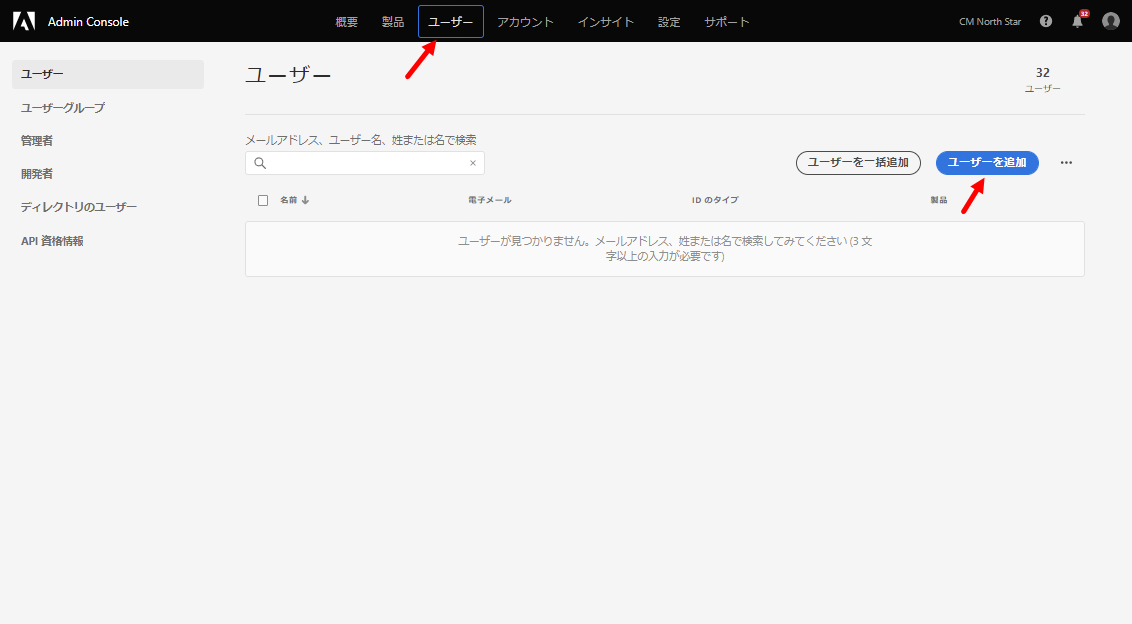 Admin Console
概要 製品 ユーザー アカウント インサイト 設定 サポート
CM North Star
32
ユーザー
ユーザーグループ
管理者
開発者
ディレクトリのユーザー
API 資格情報
ユーザー
32
ユーザー
メールアドレス、ユーザー名、姓または名で検索
ユーザーを一括追加
ユーザーを追加
名前 電子メール ID のタイプ 製品
ユーザーが見つかりません。メールアドレス、姓または名で検索してみてください (3 文
字以上の入力が必要です)